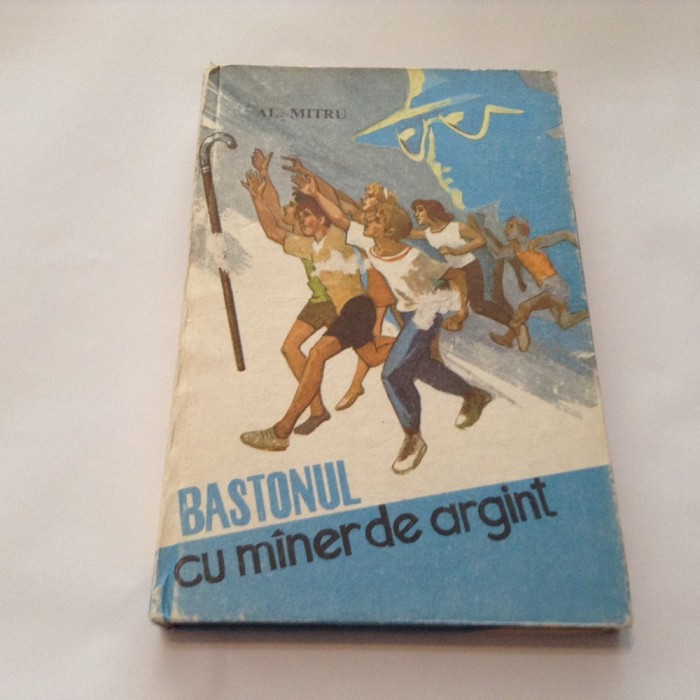 AL. MITRU
BASTONUL
cu mîner de argint